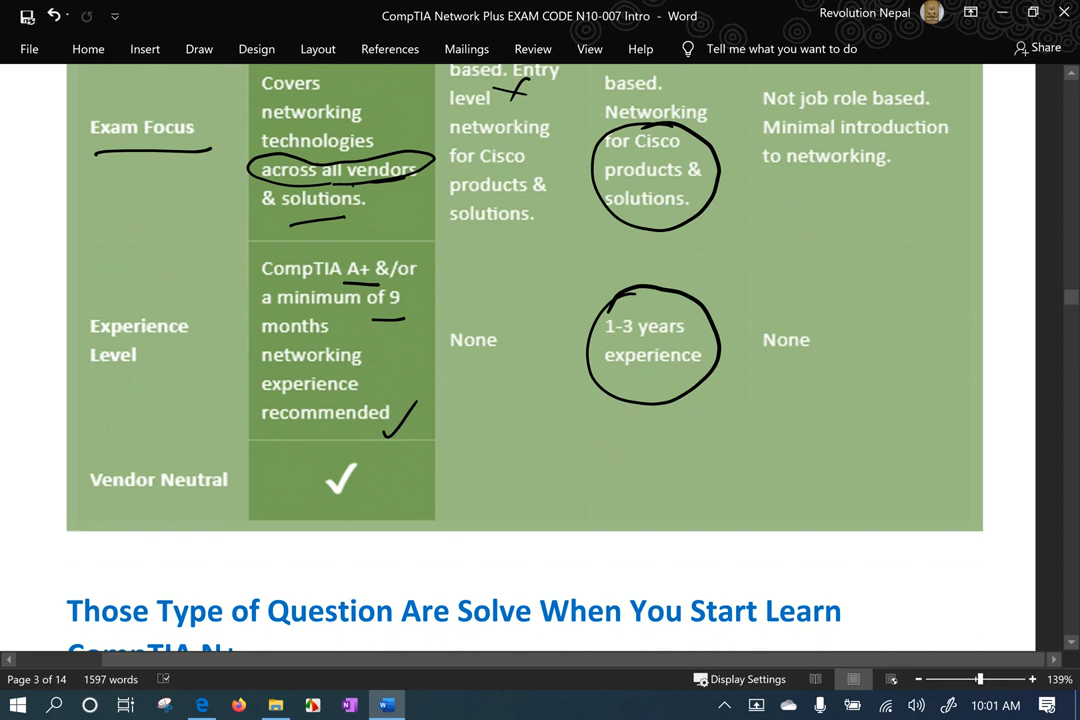 CompTIA Network Plus EXAM CODE N10-007 Intro - Word
Revolution Nepal
File Home Insert Draw Design Layout References Mailings Review View Help Tell me what you want to do Share
Exam Focus
Covers
networking
technologies
across all vendors
& solutions.
based. Entry
level
networking
for Cisco
products &
solutions.
based.
Networking
for Cisco
products &
solutions.
Not job role based.
Minimal introduction
to networking.
Experience
Level
CompTIA A+ &/or
a minimum of 9
months
networking
experience
recommended
None
1-3 years
experience
None
Vendor Neutral
Those Type of Question Are Solve When You Start Learn
CompTIA N+
Page 3 of 14 1597 words Display Settings 139%
10:01 AM